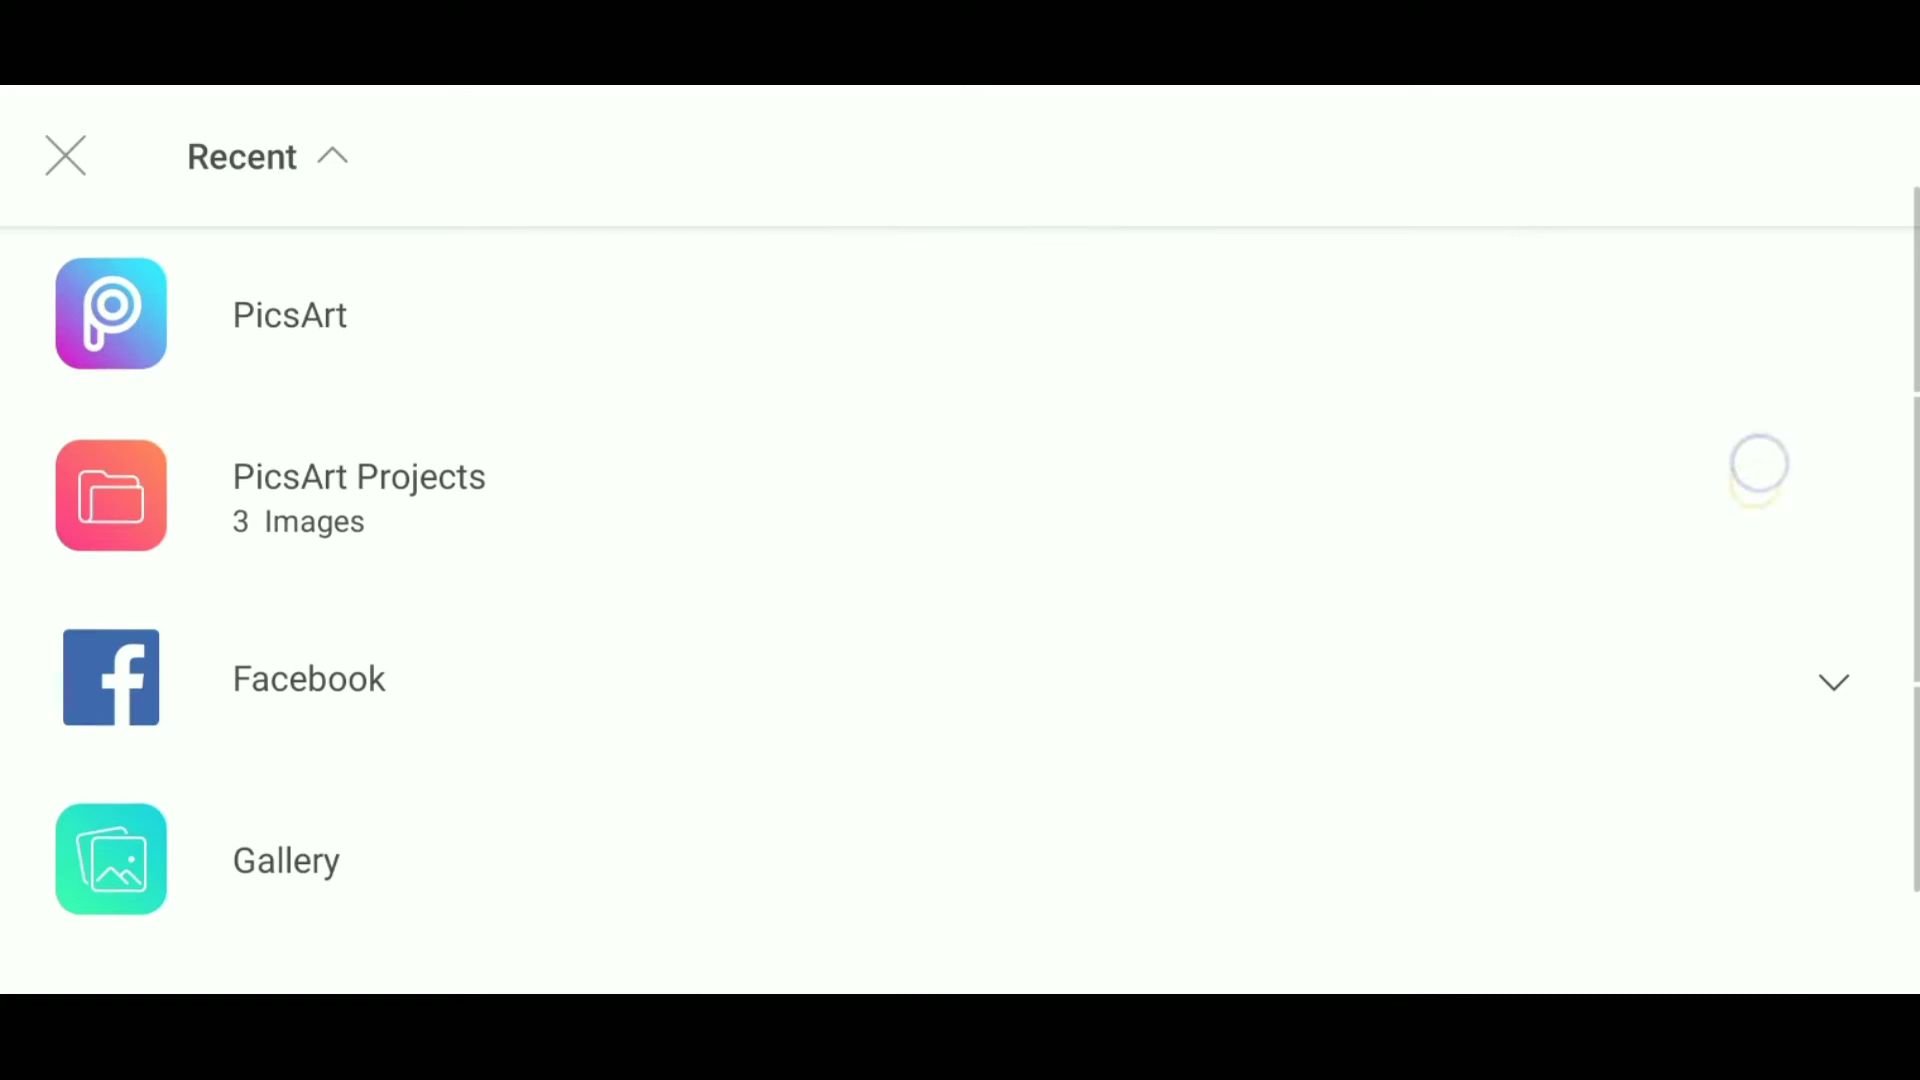 Recent
PicsArt
PicsArt Projects
3 Images
Facebook
Gallery